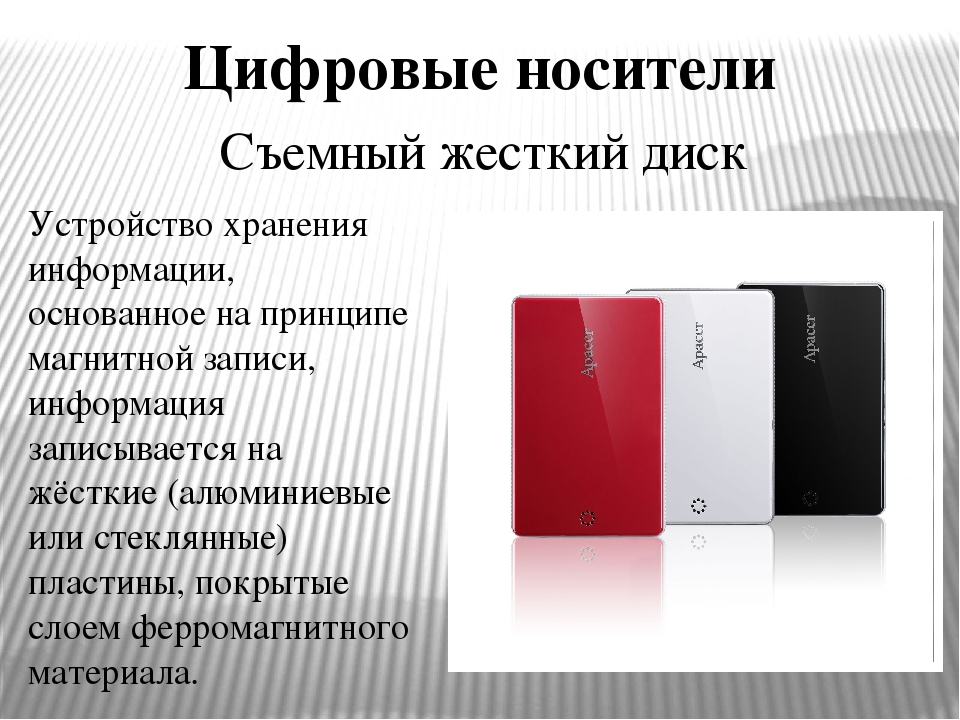 Цифровые носители
Съемный жесткий диск
Устройство хранения
информации,
основанное на принципе
магнитной записи,
информация
записывается на
жёсткие (алюминиевые
или стеклянные)
пластины, покрытые
слоем ферромагнитного
материала.
Apacer
Apacer
Apacer